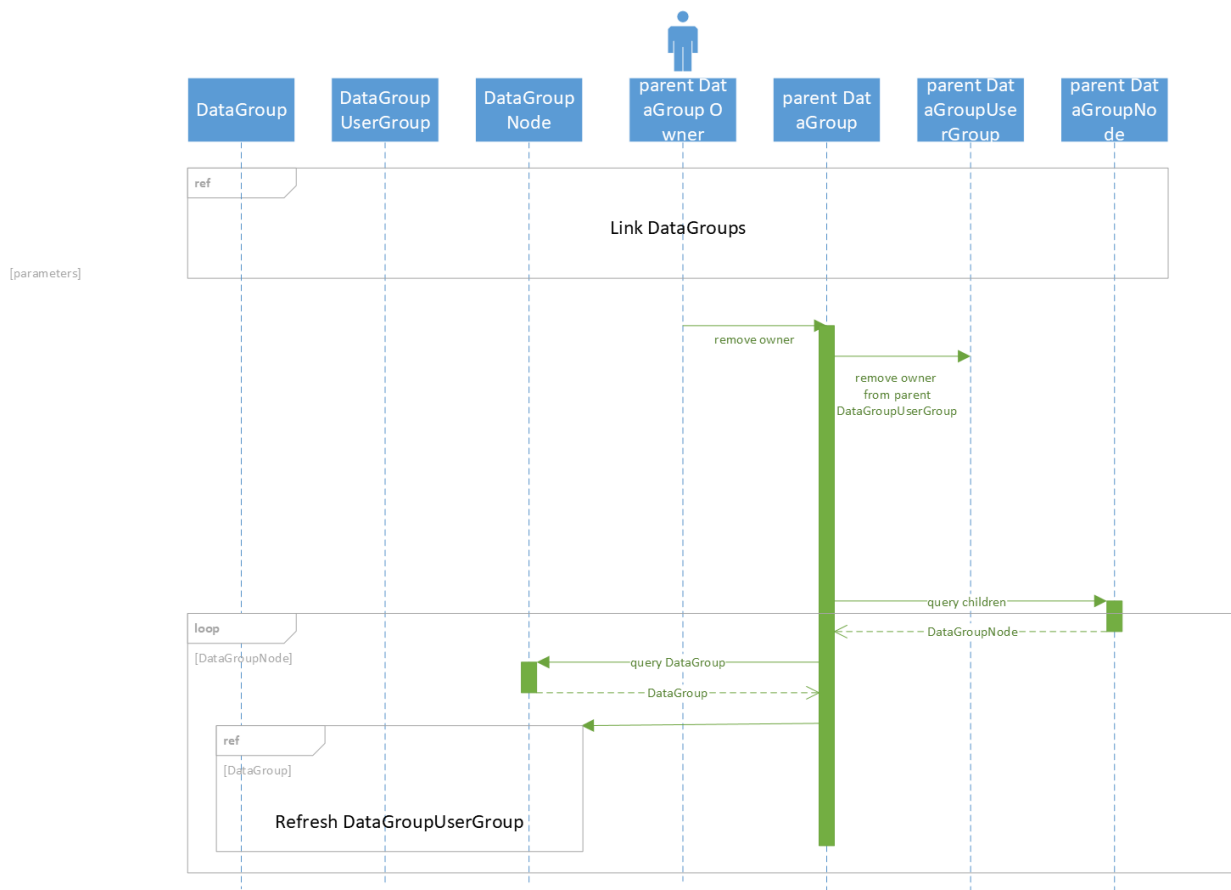 DataGroup
DataGroup
UserGroup
DataGroup
Node
parent Dat
aGroup O
wner
parent Dat
aGroup
parent Dat
aGroupUse
rGroup
parent Dat
aGroupNo
de
ref
Link DataGroups
[parameters]
remove owner
remove owner
from parent
DataGroupUserGroup
query children
loop
DataGroupNode
[DataGroupNode]
query DataGroup
DataGroup
ref
[DataGroup]
Refresh DataGroupUserGroup